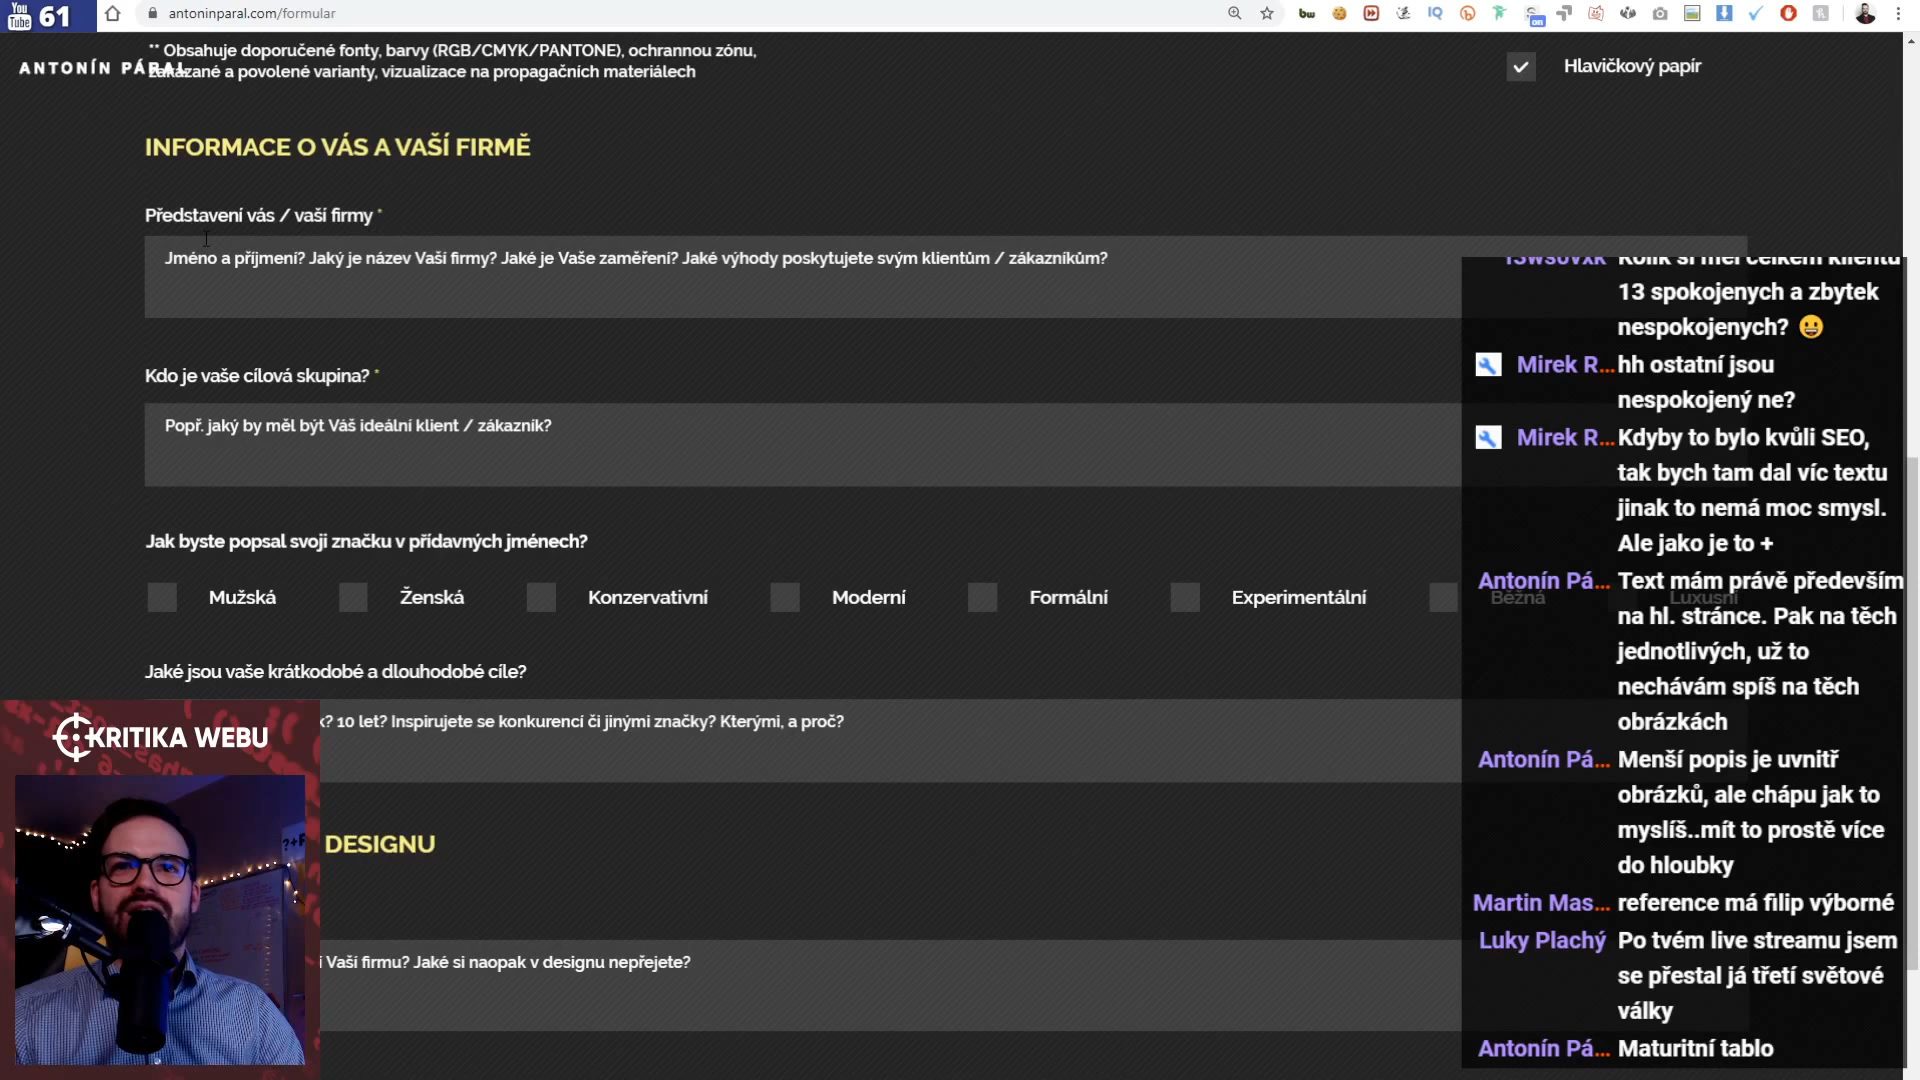 You
Tube
61
antoninparal.com/formular
on
** Obsahuje doporučené fonty, barvy (RGB/CMYK/PANTONE), ochrannou zónu,
zakázané a povolené varianty, vizualizace na propagačních materiálech
ANTONÍN PÁRAL
Hlavičkový papír
INFORMACE O VÁS A VAŠÍ FIRMĚ
Představení vás / vaší firmy *
Jméno a příjmení? Jaký je název Vaší firmy? Jaké je Vaše zaměření? Jaké výhody poskytujete svým klientům / zákazníkům?
Kdo je vaše cílová skupina? *
Popř. jaký by měl být Váš ideální klient / zákazník?
Jak byste popsal svoji značku v přídavných jménech?
Mužská
Ženská
Konzervativní
Moderní
Formální
Experimentální
Běžná
Luxusní
Jaké jsou vaše krátkodobé a dlouhodobé cíle?
? 10 let? Inspirujete se konkurencí či jinými značky? Kterými, a proč?
DESIGNU
Vaší firmu? Jaké si naopak v designu nepřejete?
KRITIKA WEBU
Kolik si měl celkem klientů
13 spokojenych a zbytek
nespokojenych? 😀
Mirek R... hh ostatní jsou
nespokojený ne?
Mirek R... Kdyby to bylo kvůli SEO,
tak bych tam dal víc textu
jinak to nemá moc smysl.
Ale jako je to +
Antonín Pá... Text mám právě především
na hl. stránce. Pak na těch
jednotlivých, už to
nechávám spíš na těch
obrázkách
Antonín Pá... Menší popis je uvnitř
obrázků, ale chápu jak to
myslíš..mít to prostě více
do hloubky
Martin Mas... reference má filip výborné
Luky Plachý Po tvém live streamu jsem
se přestal já třetí světové
války
Antonín Pá... Maturitní tablo